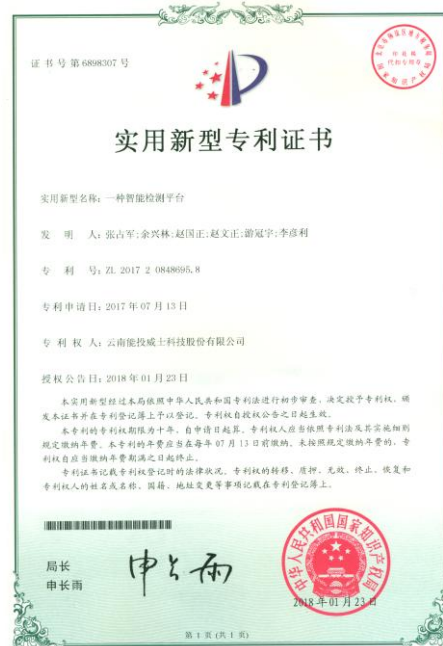 证书号第6898307号
实用新型专利证书
实用新型名称：一种智能检测平台
发 明 人：张占军;余兴林;赵国正;赵文正;游冠宇;李彦利
专 利 号：ZL 2017 2 0848695.8
专利申请日：2017年07月13日
专 利 权 人：云南能投威士科技股份有限公司
授权公告日：2018年01月23日
本实用新型经过本局依照中华人民共和国专利法进行初步审查，决定授予专利权，颁
发本证书并在专利登记簿上予以登记。专利权自授权公告之日起生效。
本专利的专利权期限为十年，自申请日起算。专利权人应当依照专利法及其实施细则
规定缴纳年费。本专利的年费应当在每年07月13日前缴纳。未按照规定缴纳年费的，专
利权自应当缴纳年费期满之日起终止。
专利证书记载专利权登记时的法律状况。专利权的转移、质押、无效、终止、恢复和
专利权人的姓名或名称、国籍、地址变更等事项记载在专利登记簿上。
局长
申长雨
申长雨
中华人民共和国国家知识产权局
2018年01月23日
第1页(共1页)